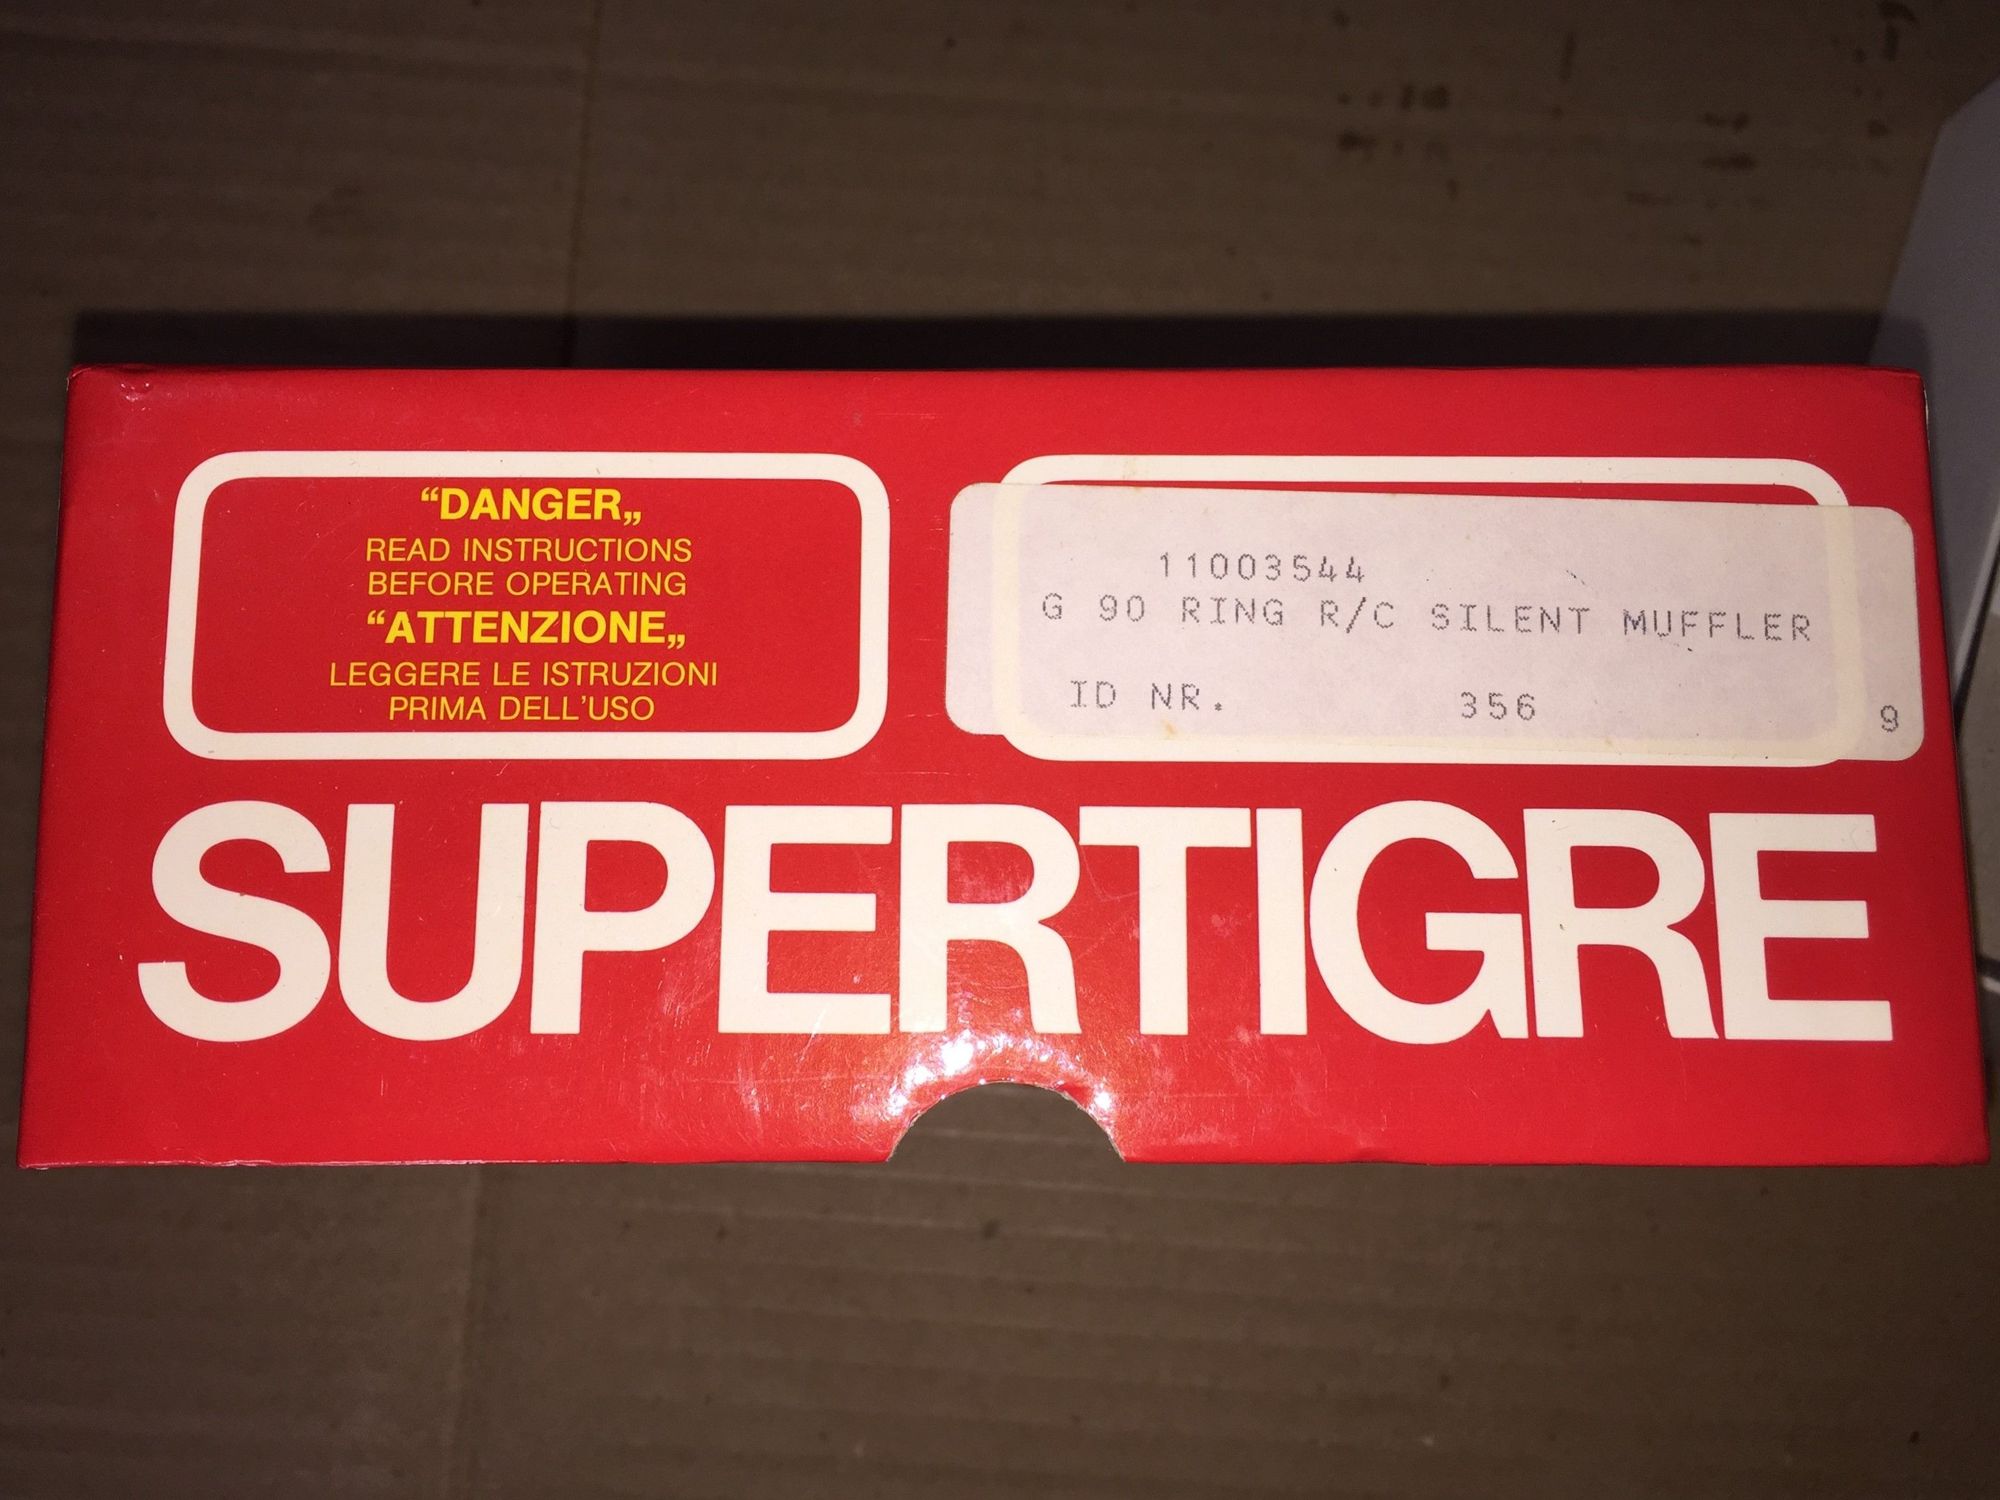 “DANGER„
READ INSTRUCTIONS
BEFORE OPERATING
“ATTENZIONE„
LEGGERE LE ISTRUZIONI
PRIMA DELL'USO
11003544
G 90 RING R/C SILENT MUFFLER
ID NR. 356 9
SUPERTIGRE